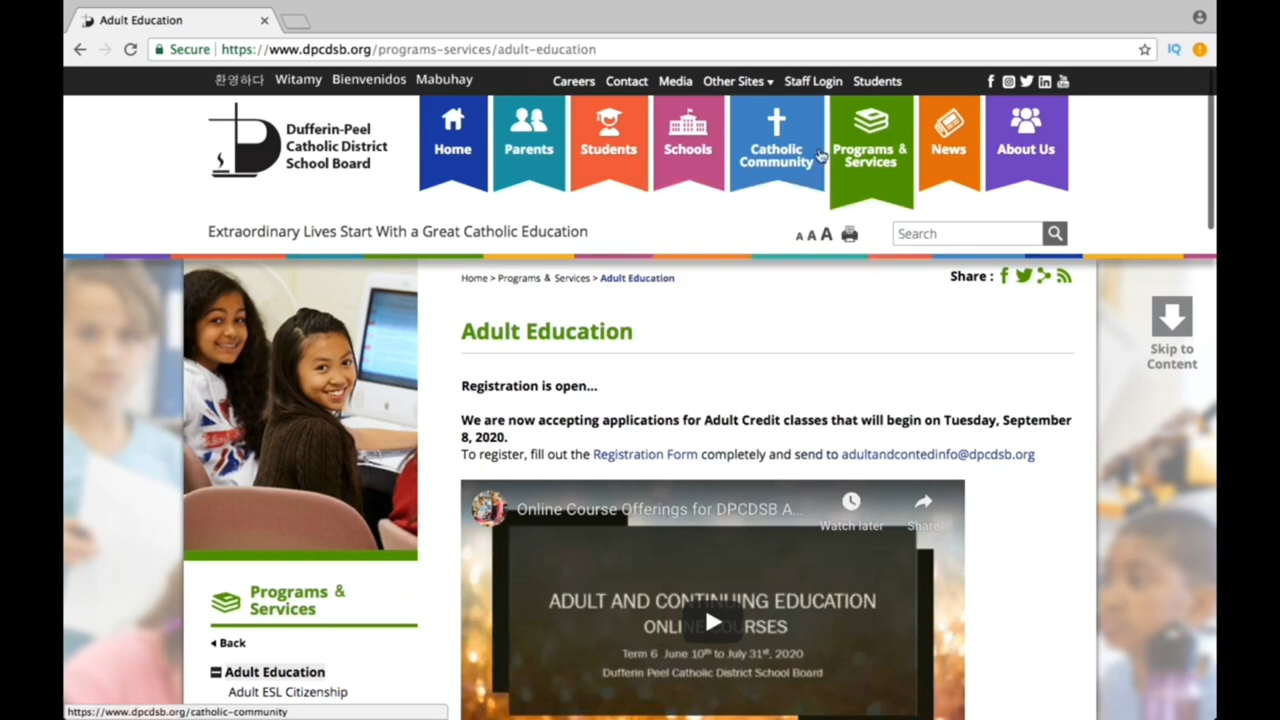 Adult Education
Secure https://www.dpcdsb.org/programs-services/adult-education
IQ
환영하다 Witamy Bienvenidos Mabuhay
Careers Contact Media Other Sites Staff Login Students
Dufferin-Peel
Catholic District
School Board
Home
Parents
Students
Schools
Catholic
Community
Programs &
Services
News
About Us
Extraordinary Lives Start With a Great Catholic Education
A A A
Search
Home > Programs & Services > Adult Education
Share :
Adult Education
Skip to
Content
Registration is open...
We are now accepting applications for Adult Credit classes that will begin on Tuesday, September
8, 2020.
To register, fill out the Registration Form completely and send to adultandcontedinfo@dpcdsb.org
Online Course Offerings for DPCDSB A...
Watch later
Share
ADULT AND CONTINUING EDUCATION
ONLINE COURSES
Term 6 June 10th to July 31st, 2020
Dufferin Peel Catholic District School Board
Programs &
Services
Back
Adult Education
Adult ESL Citizenship
https://www.dpcdsb.org/catholic-community